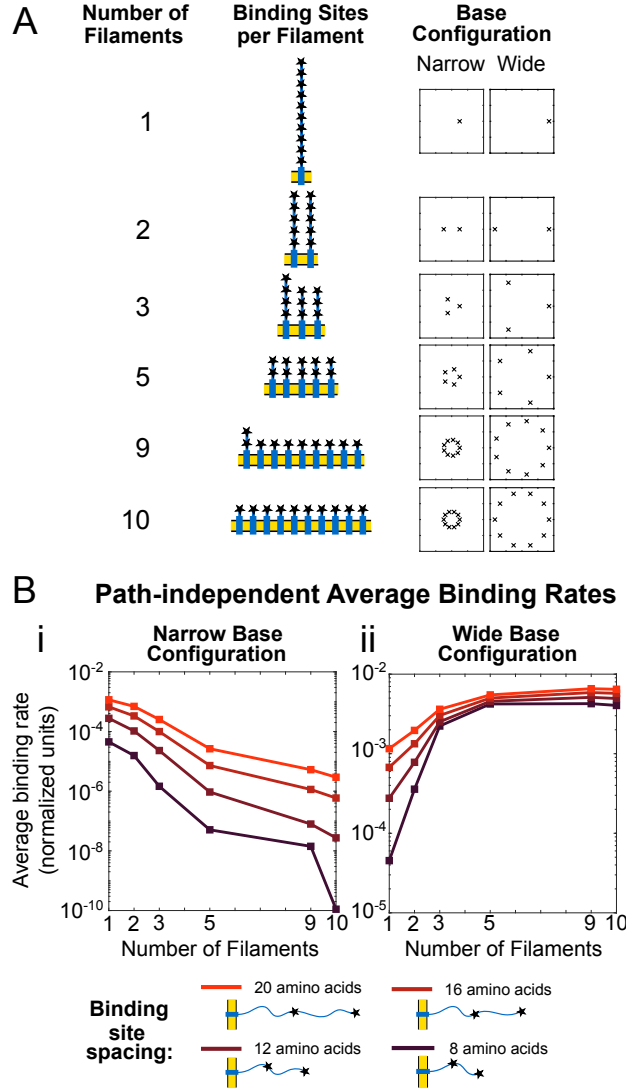 A
Number of Filaments
Binding Sites per Filament
Base Configuration
Narrow Wide
1
2
3
5
9
10
B
Path-independent Average Binding Rates
i
Narrow Base Configuration
ii
Wide Base Configuration
Average binding rate (normalized units)
10^-2
10^-4
10^-6
10^-8
10^-10
1 2 3 5 9 10
Number of Filaments
10^-2
10^-3
10^-4
10^-5
1 2 3 5 9 10
Number of Filaments
Binding site spacing:
20 amino acids
16 amino acids
12 amino acids
8 amino acids